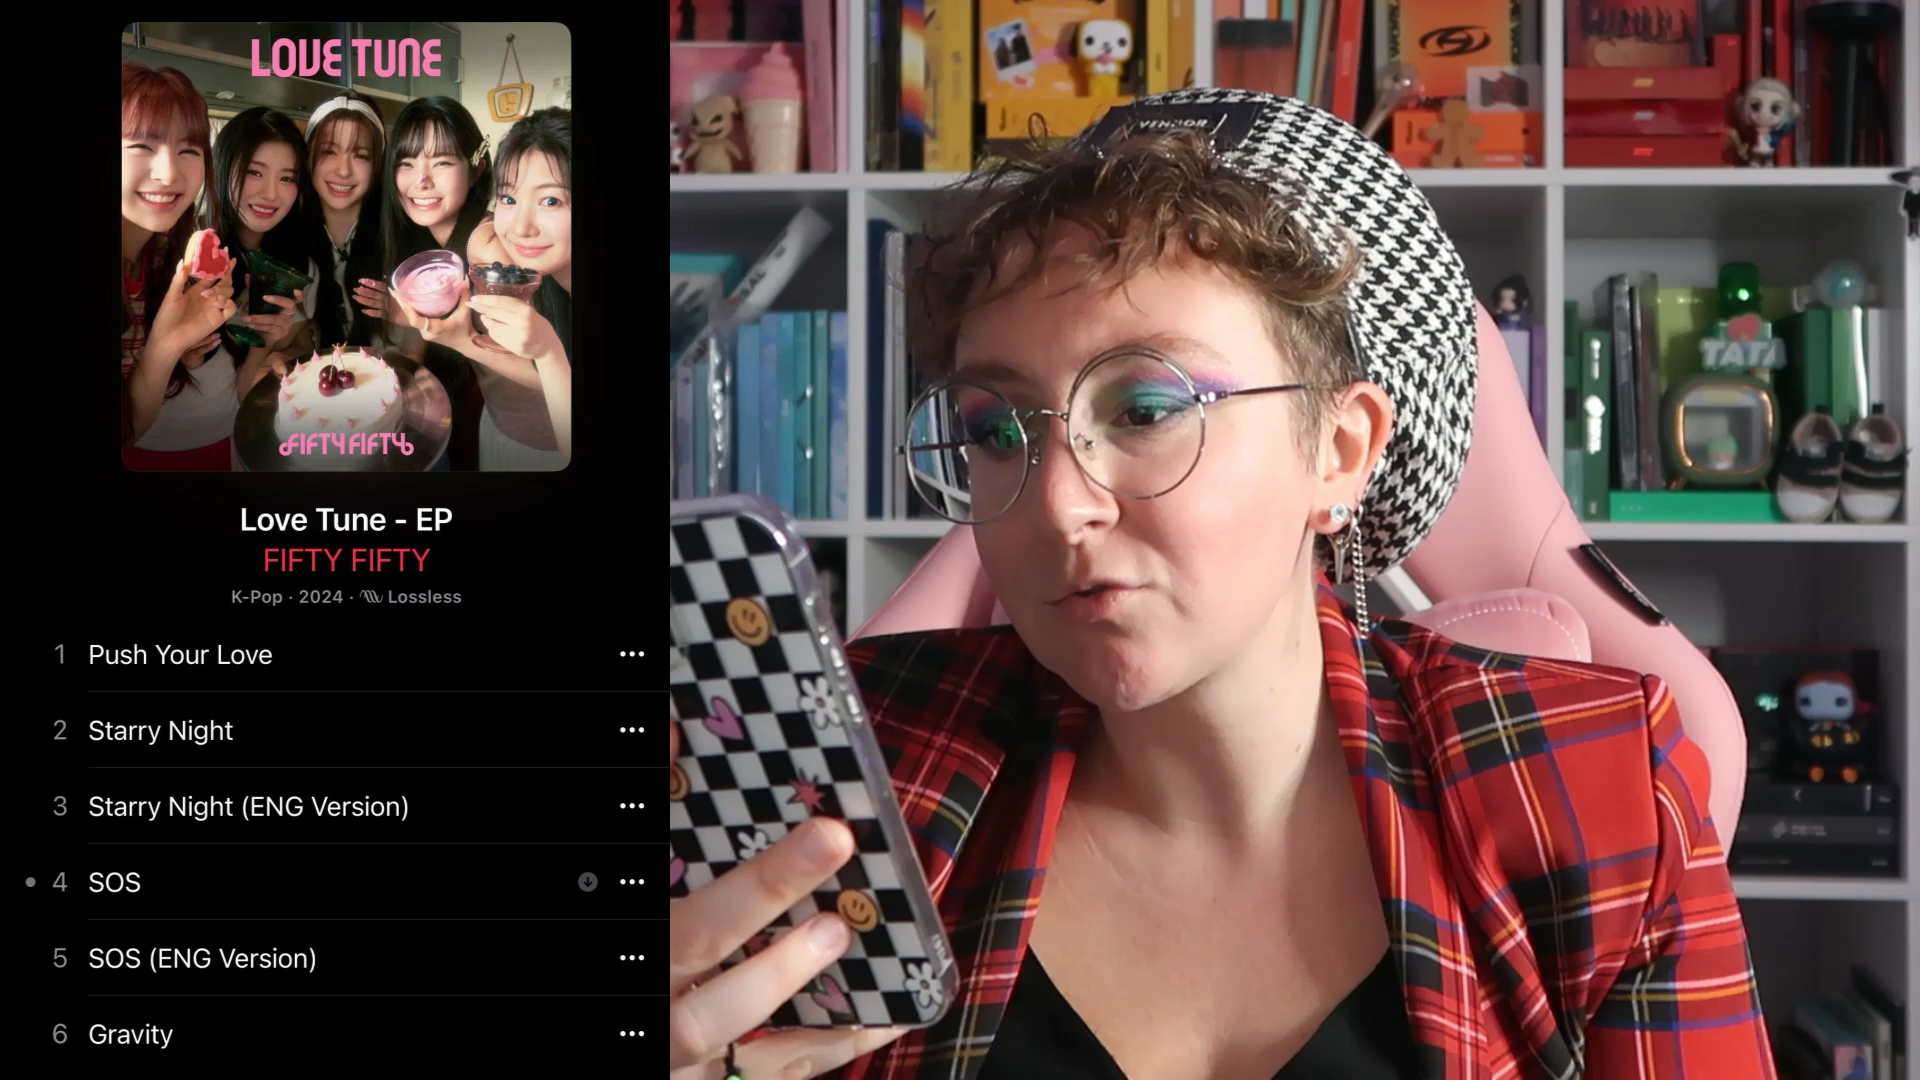 LOVE TUNE
FIFTY FIFTY
Love Tune - EP
FIFTY FIFTY
K-Pop · 2024 · Lossless
1 Push Your Love
2 Starry Night
3 Starry Night (ENG Version)
4 SOS
5 SOS (ENG Version)
6 Gravity
TATA